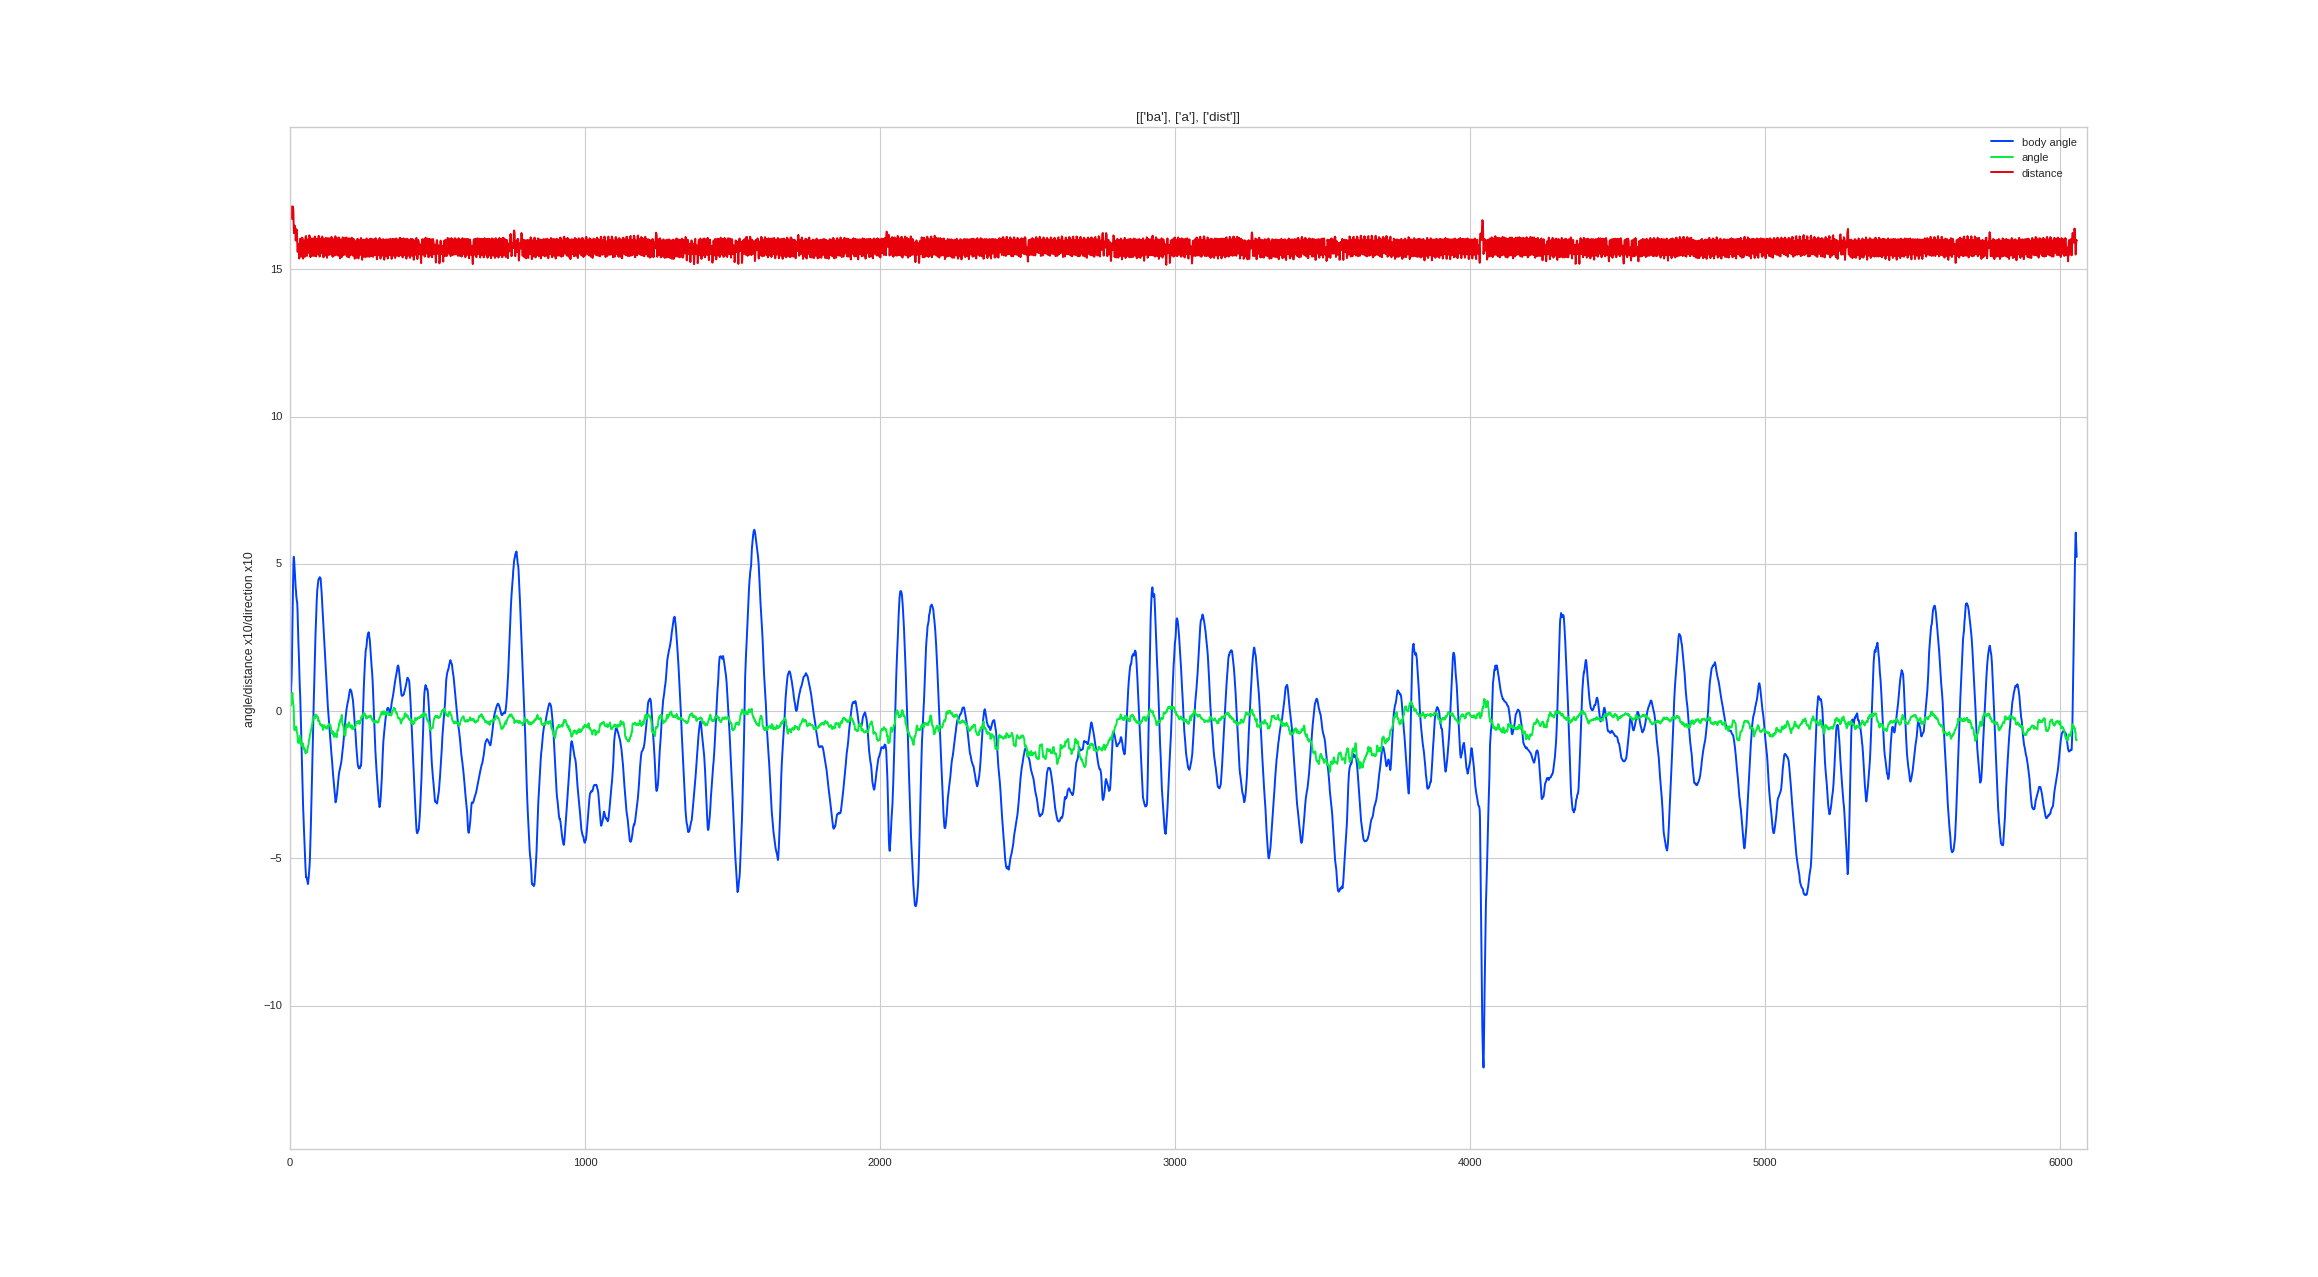 [['ba'], ['a'], ['dist']]
body angle
angle
distance
angle/distance x10/direction x10
15
10
5
0
−5
−10
0
1000
2000
3000
4000
5000
6000